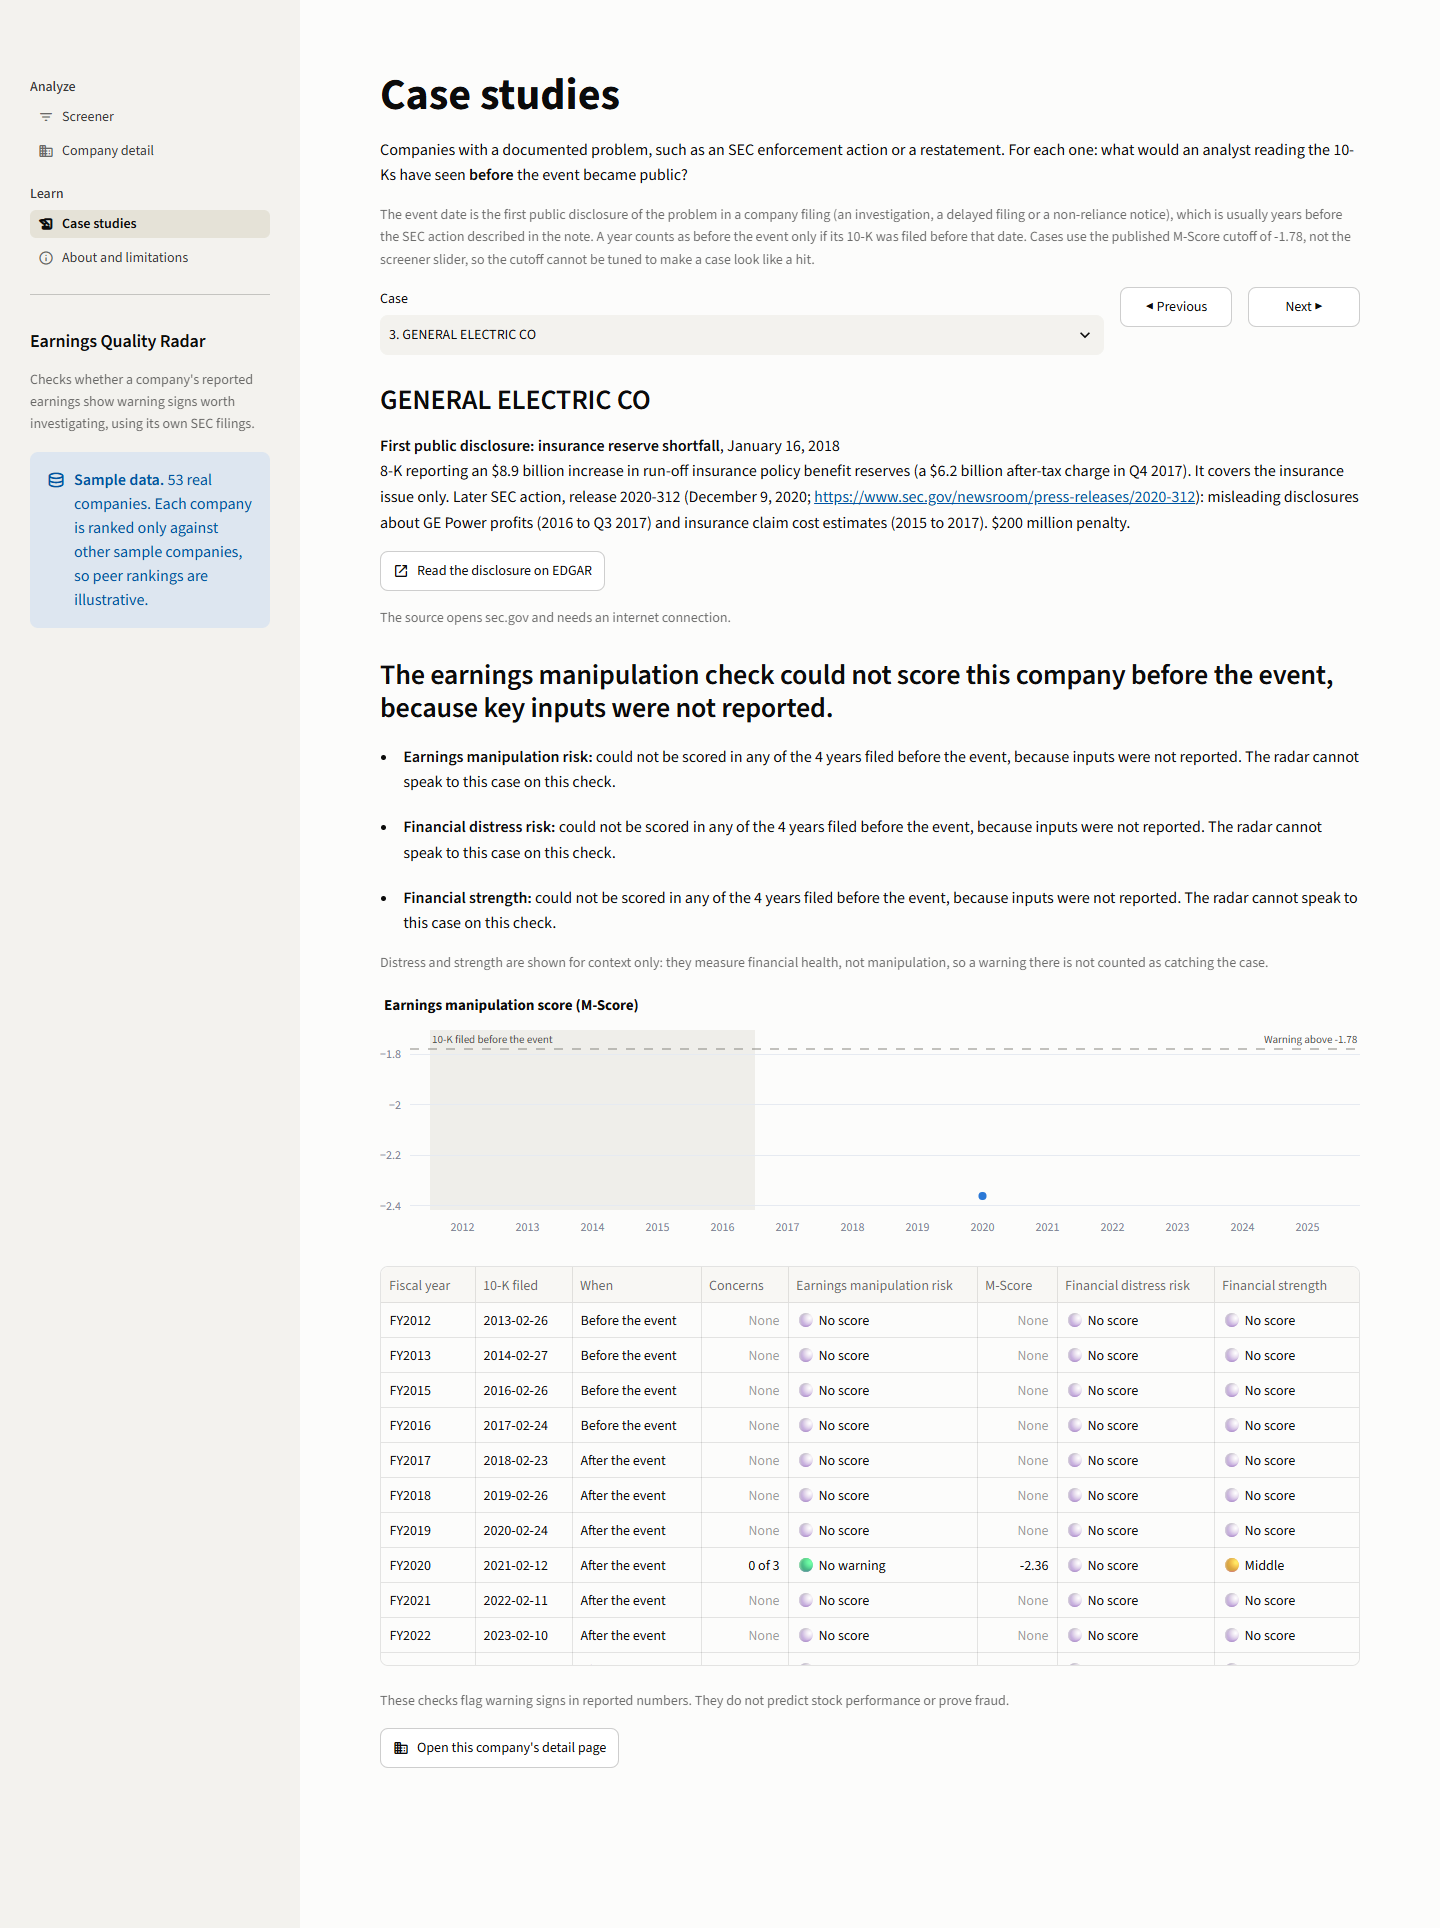 Analyze
Screener
Company detail
Learn
Case studies
About and limitations
Earnings Quality Radar
Checks whether a company's reported
earnings show warning signs worth
investigating, using its own SEC filings.
Sample data. 53 real
companies. Each company
is ranked only against
other sample companies,
so peer rankings are
illustrative.
Case studies
Companies with a documented problem, such as an SEC enforcement action or a restatement. For each one: what would an analyst reading the 10-
Ks have seen before the event became public?
The event date is the first public disclosure of the problem in a company filing (an investigation, a delayed filing or a non-reliance notice), which is usually years before
the SEC action described in the note. A year counts as before the event only if its 10-K was filed before that date. Cases use the published M-Score cutoff of -1.78, not the
screener slider, so the cutoff cannot be tuned to make a case look like a hit.
Case
3. GENERAL ELECTRIC CO
◂ Previous
Next ▸
GENERAL ELECTRIC CO
First public disclosure: insurance reserve shortfall, January 16, 2018
8-K reporting an $8.9 billion increase in run-off insurance policy benefit reserves (a $6.2 billion after-tax charge in Q4 2017). It covers the insurance
issue only. Later SEC action, release 2020-312 (December 9, 2020; https://www.sec.gov/newsroom/press-releases/2020-312): misleading disclosures
about GE Power profits (2016 to Q3 2017) and insurance claim cost estimates (2015 to 2017). $200 million penalty.
Read the disclosure on EDGAR
The source opens sec.gov and needs an internet connection.
The earnings manipulation check could not score this company before the event,
because key inputs were not reported.
• Earnings manipulation risk: could not be scored in any of the 4 years filed before the event, because inputs were not reported. The radar cannot
speak to this case on this check.
• Financial distress risk: could not be scored in any of the 4 years filed before the event, because inputs were not reported. The radar cannot
speak to this case on this check.
• Financial strength: could not be scored in any of the 4 years filed before the event, because inputs were not reported. The radar cannot speak to
this case on this check.
Distress and strength are shown for context only: they measure financial health, not manipulation, so a warning there is not counted as catching the case.
Earnings manipulation score (M-Score)
10-K filed before the event
Warning above -1.78
−1.8
−2
−2.2
−2.4
2012 2013 2014 2015 2016 2017 2018 2019 2020 2021 2022 2023 2024 2025
Fiscal year 10-K filed When Concerns Earnings manipulation risk M-Score Financial distress risk Financial strength
FY2012 2013-02-26 Before the event None No score None No score No score
FY2013 2014-02-27 Before the event None No score None No score No score
FY2015 2016-02-26 Before the event None No score None No score No score
FY2016 2017-02-24 Before the event None No score None No score No score
FY2017 2018-02-23 After the event None No score None No score No score
FY2018 2019-02-26 After the event None No score None No score No score
FY2019 2020-02-24 After the event None No score None No score No score
FY2020 2021-02-12 After the event 0 of 3 No warning -2.36 No score Middle
FY2021 2022-02-11 After the event None No score None No score No score
FY2022 2023-02-10 After the event None No score None No score No score
These checks flag warning signs in reported numbers. They do not predict stock performance or prove fraud.
Open this company's detail page